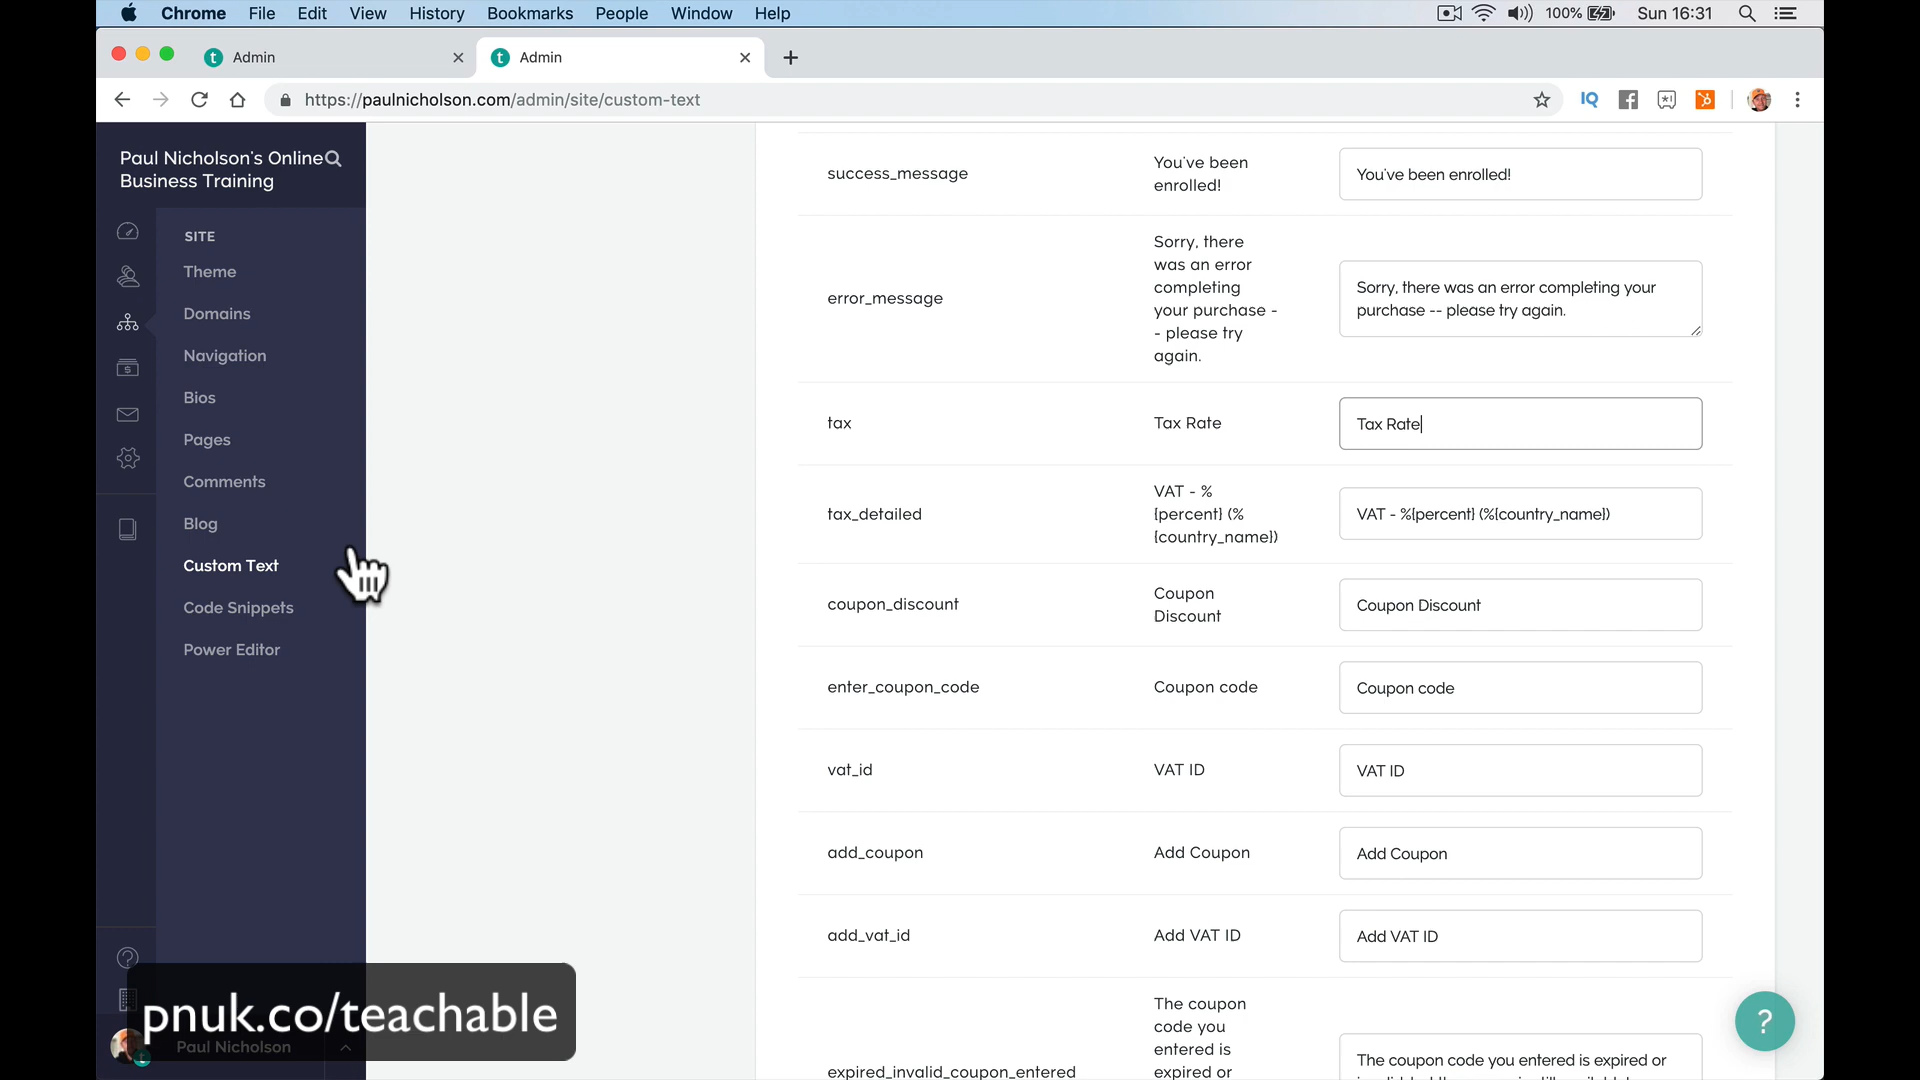 Chrome File Edit View History Bookmarks People Window Help 100% Sun 16:31
t Admin t Admin
https://paulnicholson.com/admin/site/custom-text IQ
Paul Nicholson's Online
Business Training
SITE
Theme
Domains
Navigation
Bios
Pages
Comments
Blog
Custom Text
Code Snippets
Power Editor
Paul Nicholson
pnuk.co/teachable
success_message
You've been
enrolled!
You've been enrolled!
error_message
Sorry, there
was an error
completing
your purchase -
- please try
again.
Sorry, there was an error completing your
purchase -- please try again.
tax
Tax Rate
Tax Rate
tax_detailed
VAT - %
{percent} (%
{country_name})
VAT - %{percent} (%{country_name})
coupon_discount
Coupon
Discount
Coupon Discount
enter_coupon_code
Coupon code
Coupon code
vat_id
VAT ID
VAT ID
add_coupon
Add Coupon
Add Coupon
add_vat_id
Add VAT ID
Add VAT ID
expired_invalid_coupon_entered
The coupon
code you
entered is
expired or
The coupon code you entered is expired or
?